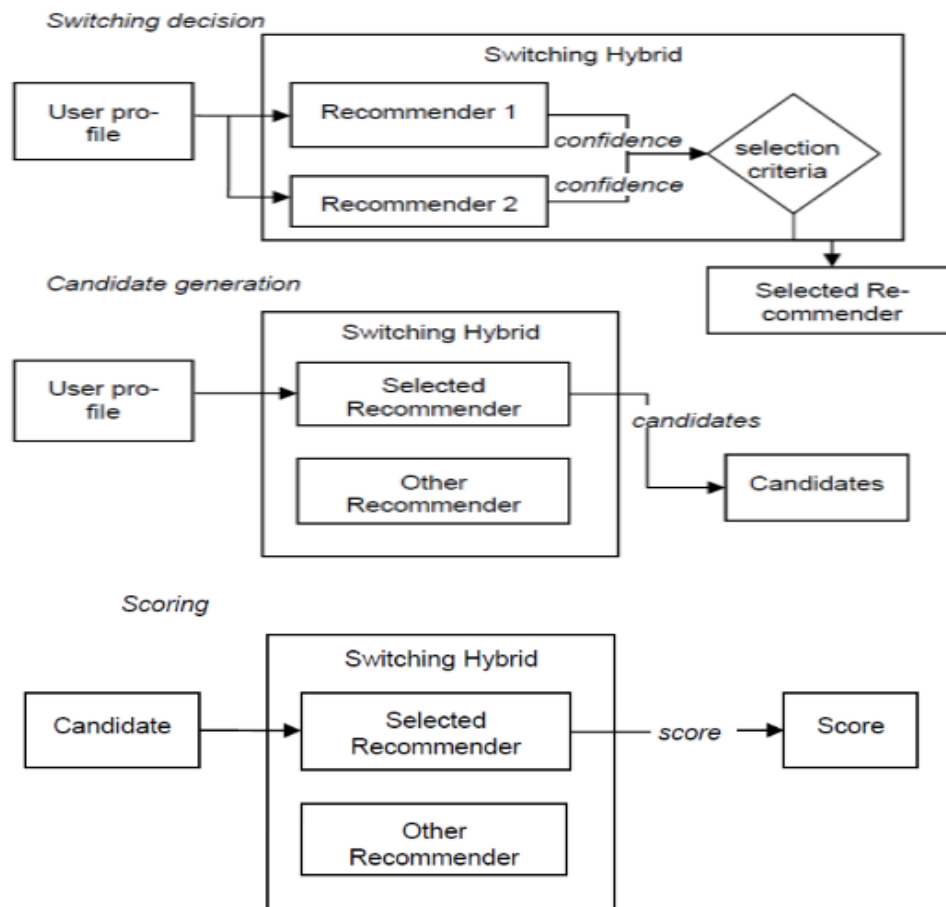 Switching decision
Switching Hybrid
User pro-
file
Recommender 1
confidence
selection
criteria
confidence
Recommender 2
Candidate generation
Selected Re-
commender
Switching Hybrid
User pro-
file
Selected
Recommender
candidates
Other
Recommender
Candidates
Scoring
Switching Hybrid
Candidate
Selected
Recommender
score
Score
Other
Recommender